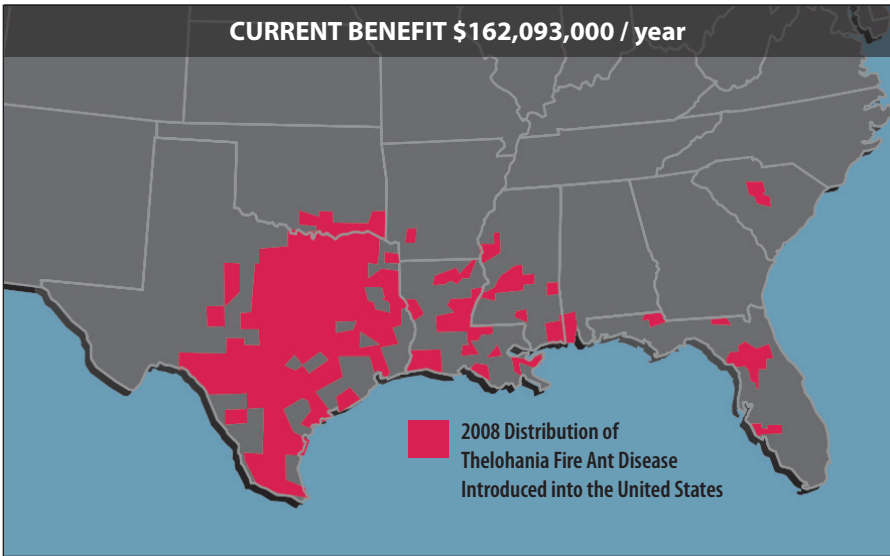 CURRENT BENEFIT $162,093,000 / year
2008 Distribution of
Thelohania Fire Ant Disease
Introduced into the United States